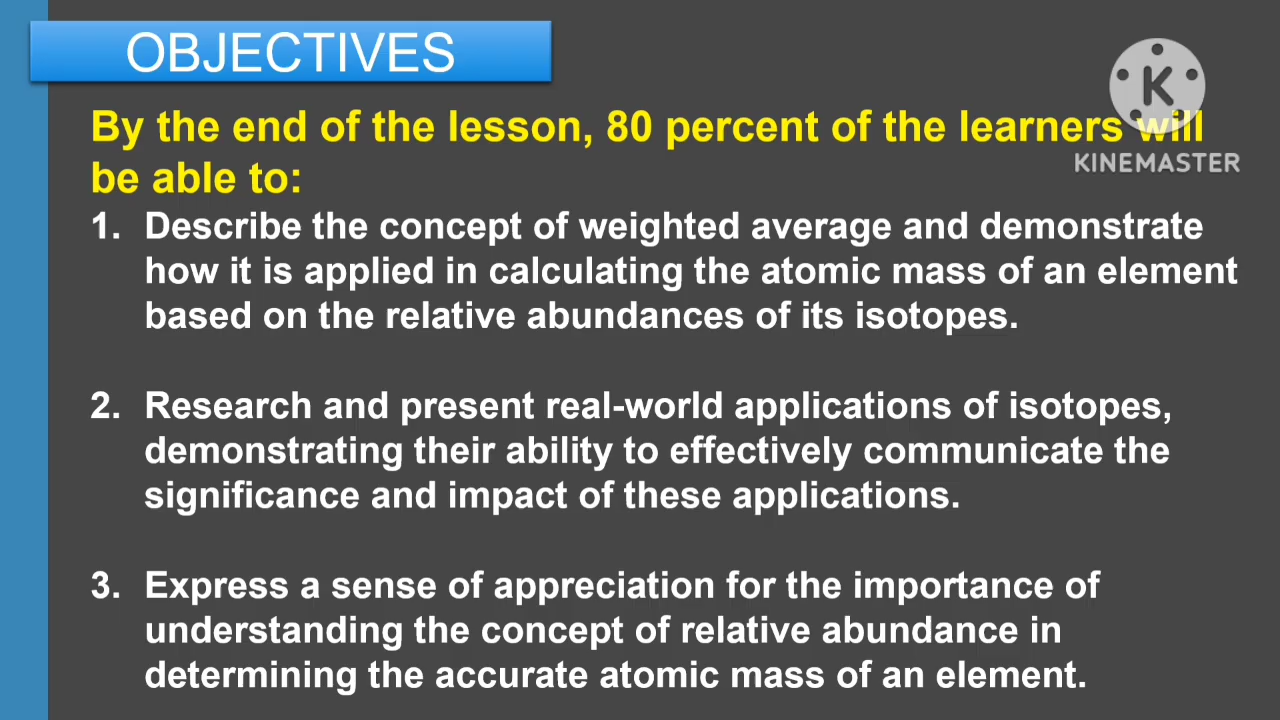 OBJECTIVES
By the end of the lesson, 80 percent of the learners will
be able to:
K
KINEMASTER
1. Describe the concept of weighted average and demonstrate
how it is applied in calculating the atomic mass of an element
based on the relative abundances of its isotopes.
2. Research and present real-world applications of isotopes,
demonstrating their ability to effectively communicate the
significance and impact of these applications.
3. Express a sense of appreciation for the importance of
understanding the concept of relative abundance in
determining the accurate atomic mass of an element.